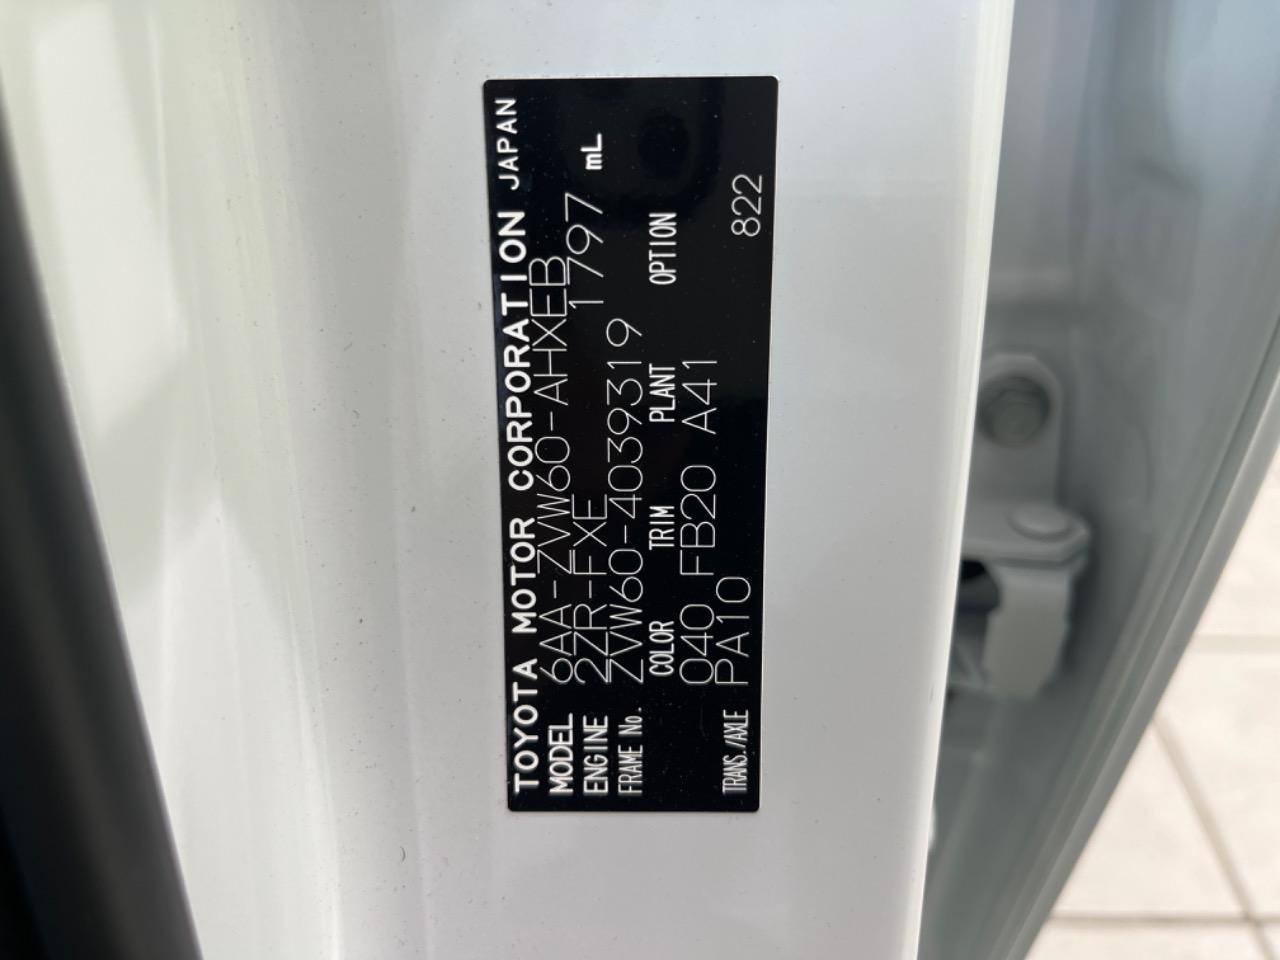 TOYOTA MOTOR CORPORATION JAPAN
MODEL 6AA-ZVW60-AHXEB
ENGINE 2ZR-FXE 1797 mL
FRAME No. ZVW60-4039319
COLOR TRIM PLANT OPTION
040 FB20 A41
TRANS./AXLE PA10 822